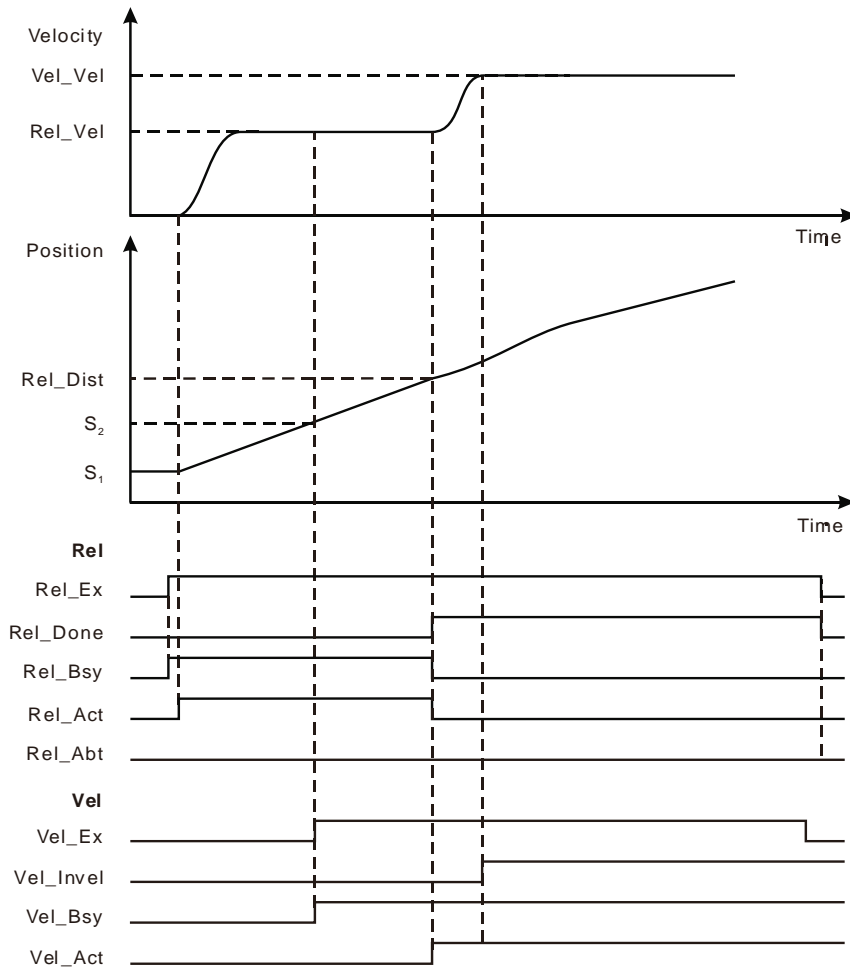 Velocity
Vel_Vel
Rel_Vel
Time
Position
Rel_Dist
S2
S1
Time
Rel
Rel_Ex
Rel_Done
Rel_Bsy
Rel_Act
Rel_Abt
Vel
Vel_Ex
Vel_Invel
Vel_Bsy
Vel_Act